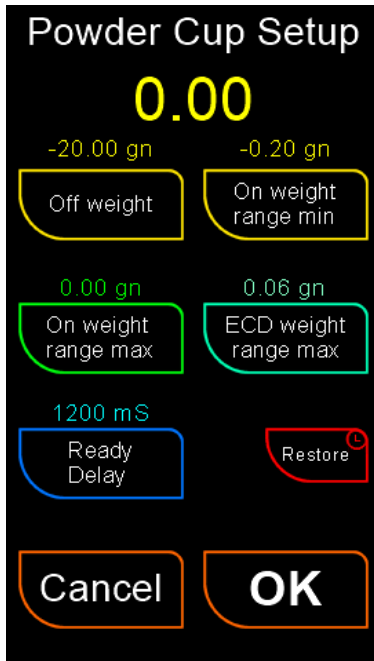 Powder Cup Setup
0.00
-20.00 gn
-0.20 gn
Off weight
On weight
range min
0.00 gn
0.06 gn
On weight
range max
ECD weight
range max
1200 mS
Ready
Delay
Restore
Cancel
OK